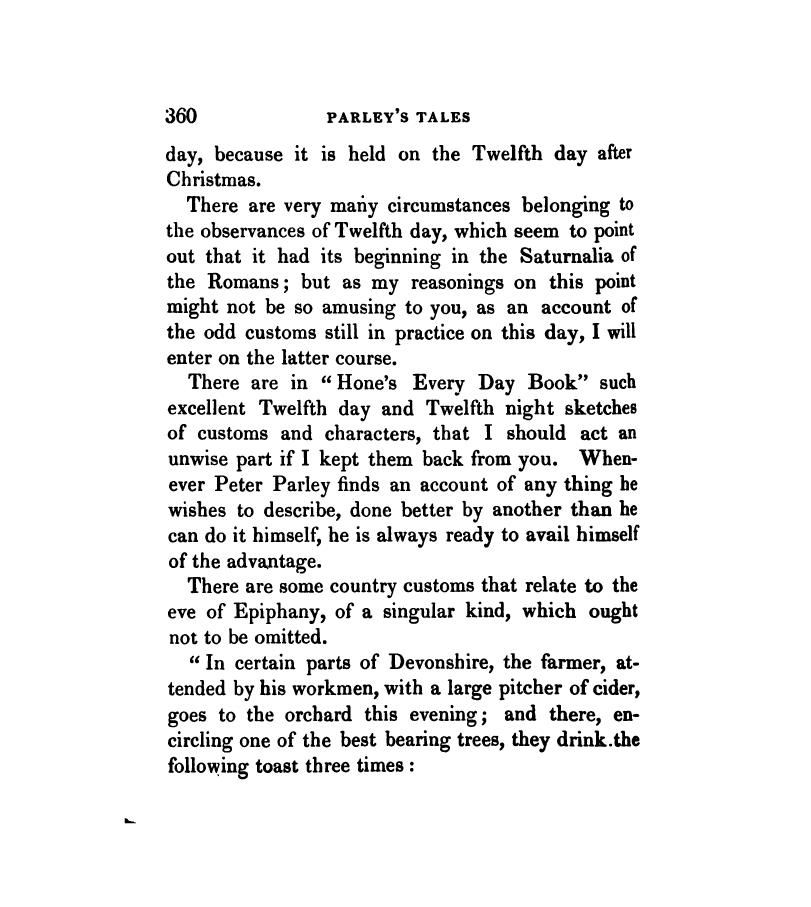 360 PARLEY'S TALES
day, because it is held on the Twelfth day after
Christmas.
There are very many circumstances belonging to
the observances of Twelfth day, which seem to point
out that it had its beginning in the Saturnalia of
the Romans; but as my reasonings on this point
might not be so amusing to you, as an account of
the odd customs still in practice on this day, I will
enter on the latter course.
There are in "Hone's Every Day Book" such
excellent Twelfth day and Twelfth night sketches
of customs and characters, that I should act an
unwise part if I kept them back from you. When-
ever Peter Parley finds an account of any thing he
wishes to describe, done better by another than he
can do it himself, he is always ready to avail himself
of the advantage.
There are some country customs that relate to the
eve of Epiphany, of a singular kind, which ought
not to be omitted.
"In certain parts of Devonshire, the farmer, at-
tended by his workmen, with a large pitcher of cider,
goes to the orchard this evening; and there, en-
circling one of the best bearing trees, they drink the
following toast three times: